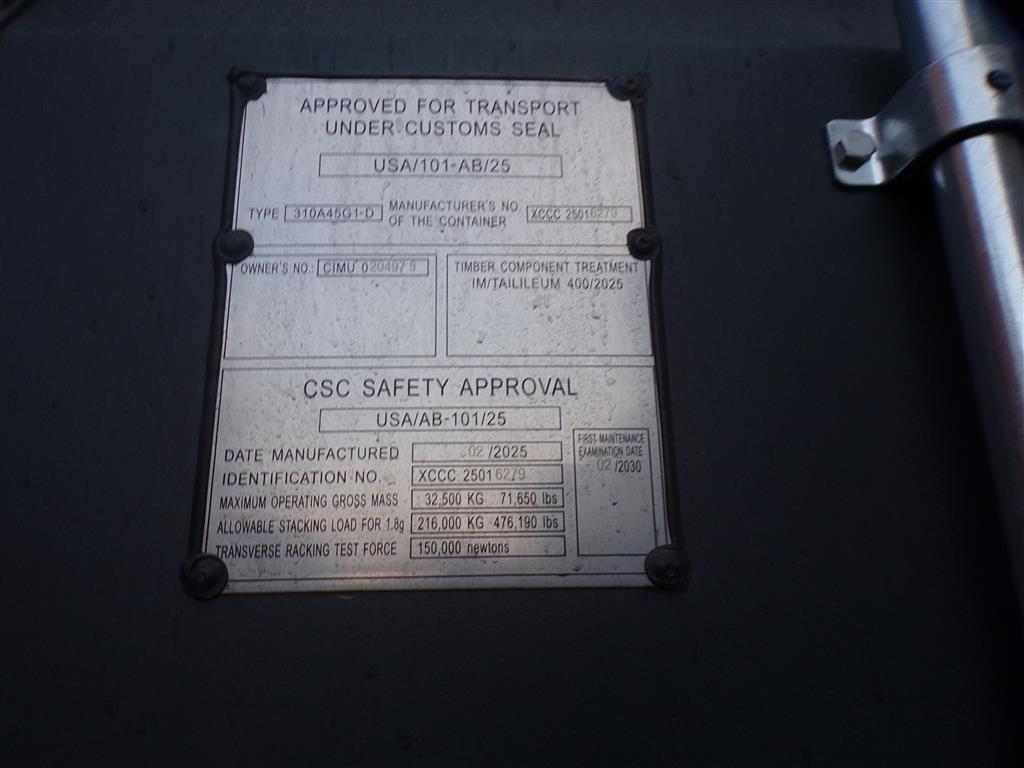 APPROVED FOR TRANSPORT
UNDER CUSTOMS SEAL
USA/101-AB/25
TYPE 310A45G1-D MANUFACTURER'S NO. OF THE CONTAINER XCCC 25016279
OWNER'S NO.: CIMU 020497 9
TIMBER COMPONENT TREATMENT
IM/TAILILEUM 400/2025
CSC SAFETY APPROVAL
USA/AB-101/25
DATE MANUFACTURED 02/2025
IDENTIFICATION NO. XCCC 25016279
MAXIMUM OPERATING GROSS MASS 32,500 KG 71,650 lbs
ALLOWABLE STACKING LOAD FOR 1.8g 216,000 KG 476,190 lbs
TRANSVERSE RACKING TEST FORCE 150,000 newtons
FIRST MAINTENANCE
EXAMINATION DATE
02/2030